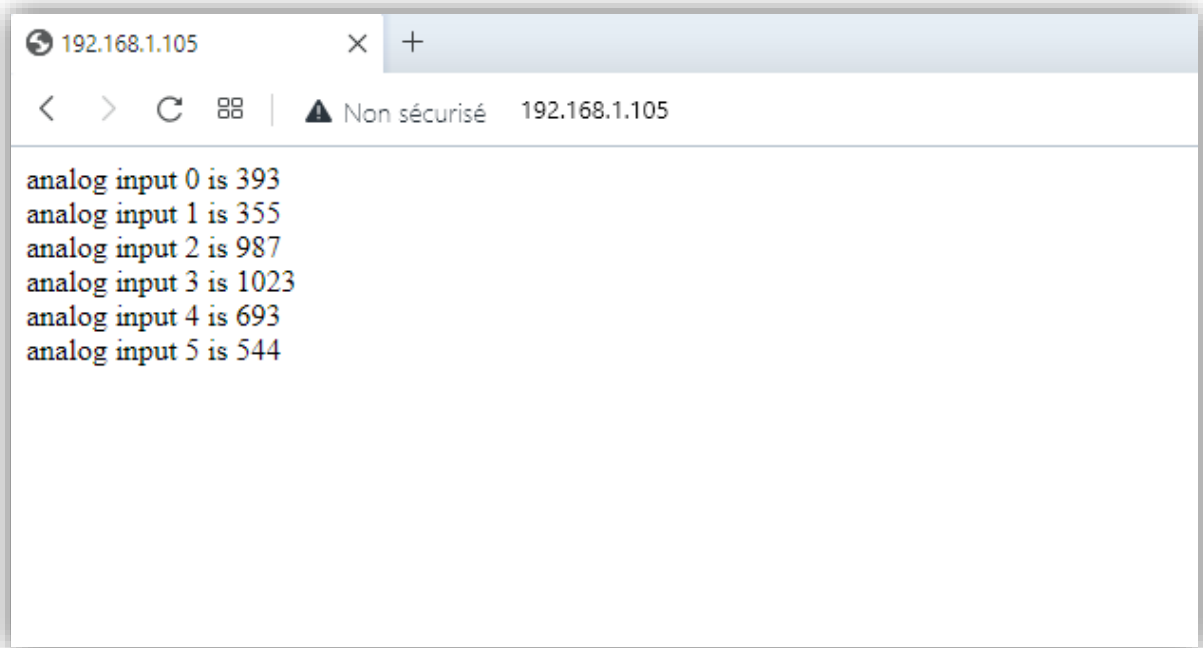 192.168.1.105
Non sécurisé 192.168.1.105
analog input 0 is 393
analog input 1 is 355
analog input 2 is 987
analog input 3 is 1023
analog input 4 is 693
analog input 5 is 544